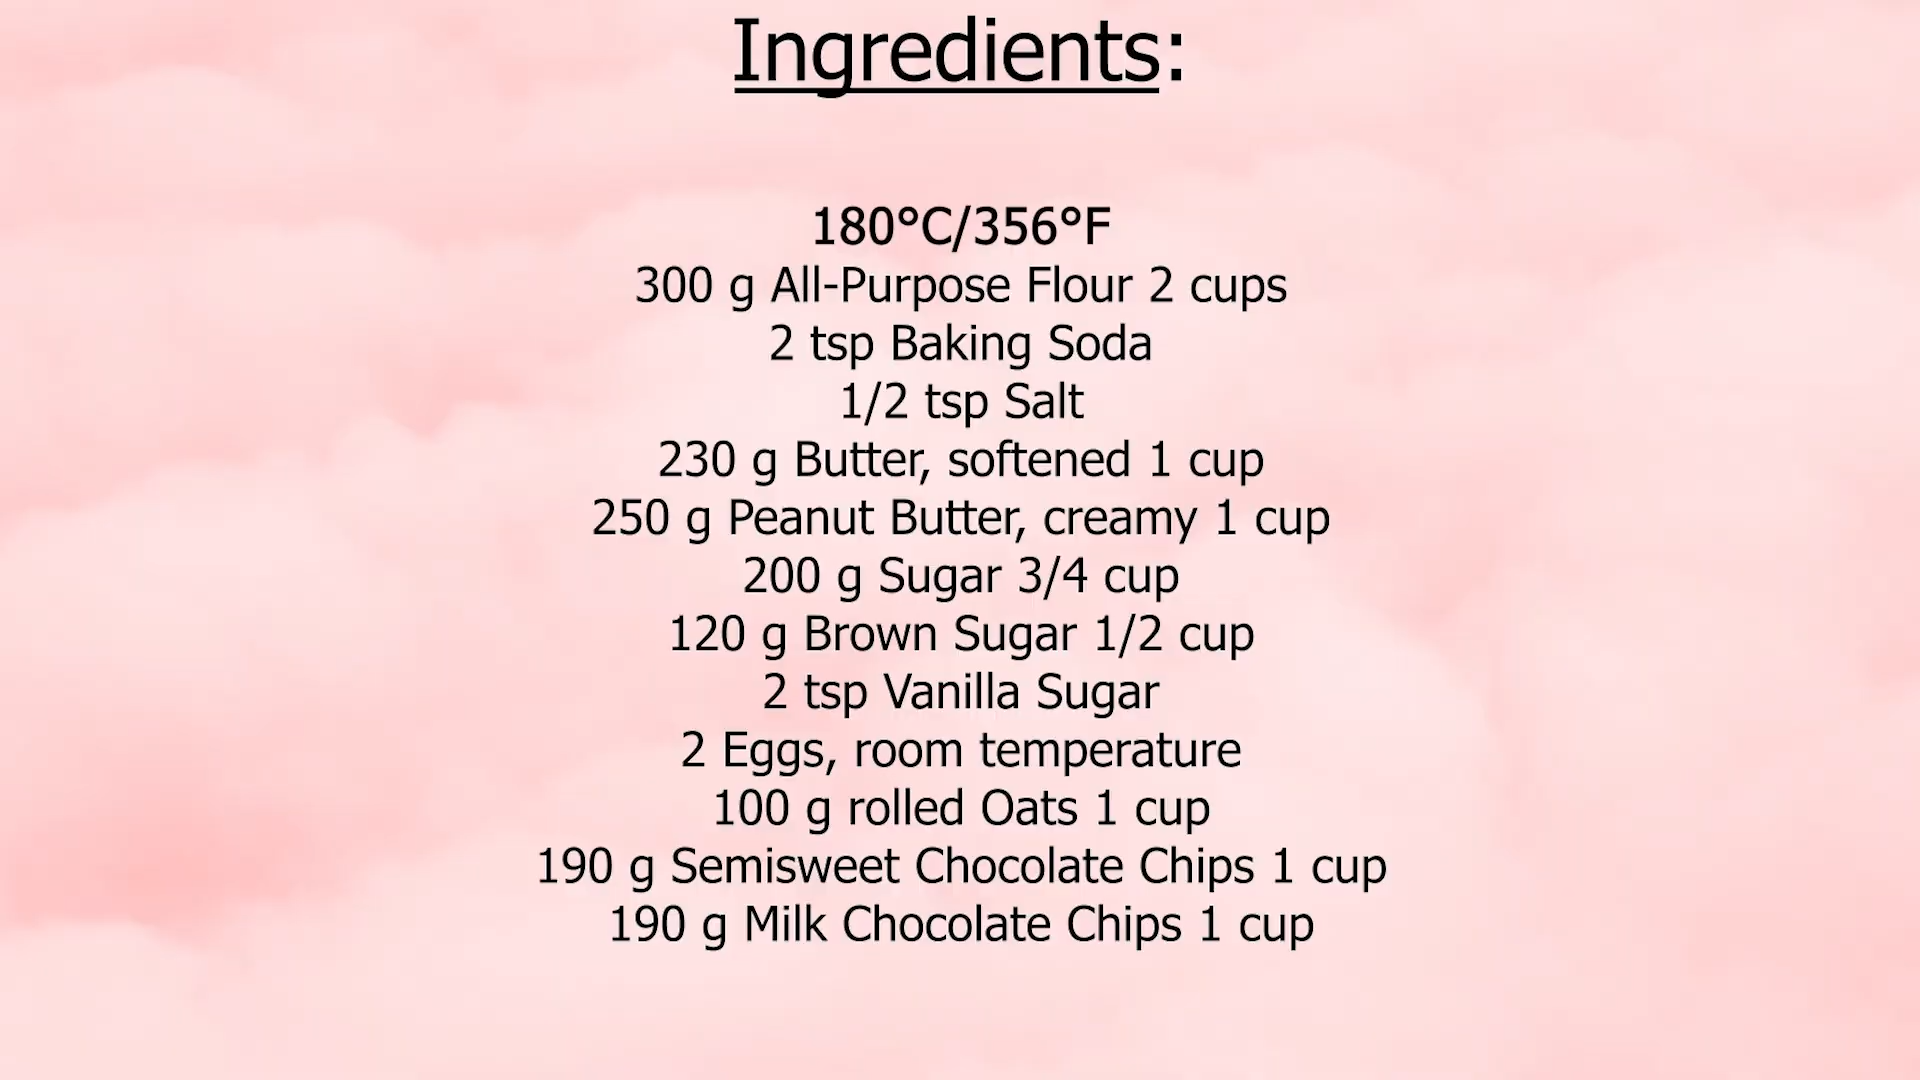 Ingredients:
180°C/356°F
300 g All-Purpose Flour 2 cups
2 tsp Baking Soda
1/2 tsp Salt
230 g Butter, softened 1 cup
250 g Peanut Butter, creamy 1 cup
200 g Sugar 3/4 cup
120 g Brown Sugar 1/2 cup
2 tsp Vanilla Sugar
2 Eggs, room temperature
100 g rolled Oats 1 cup
190 g Semisweet Chocolate Chips 1 cup
190 g Milk Chocolate Chips 1 cup